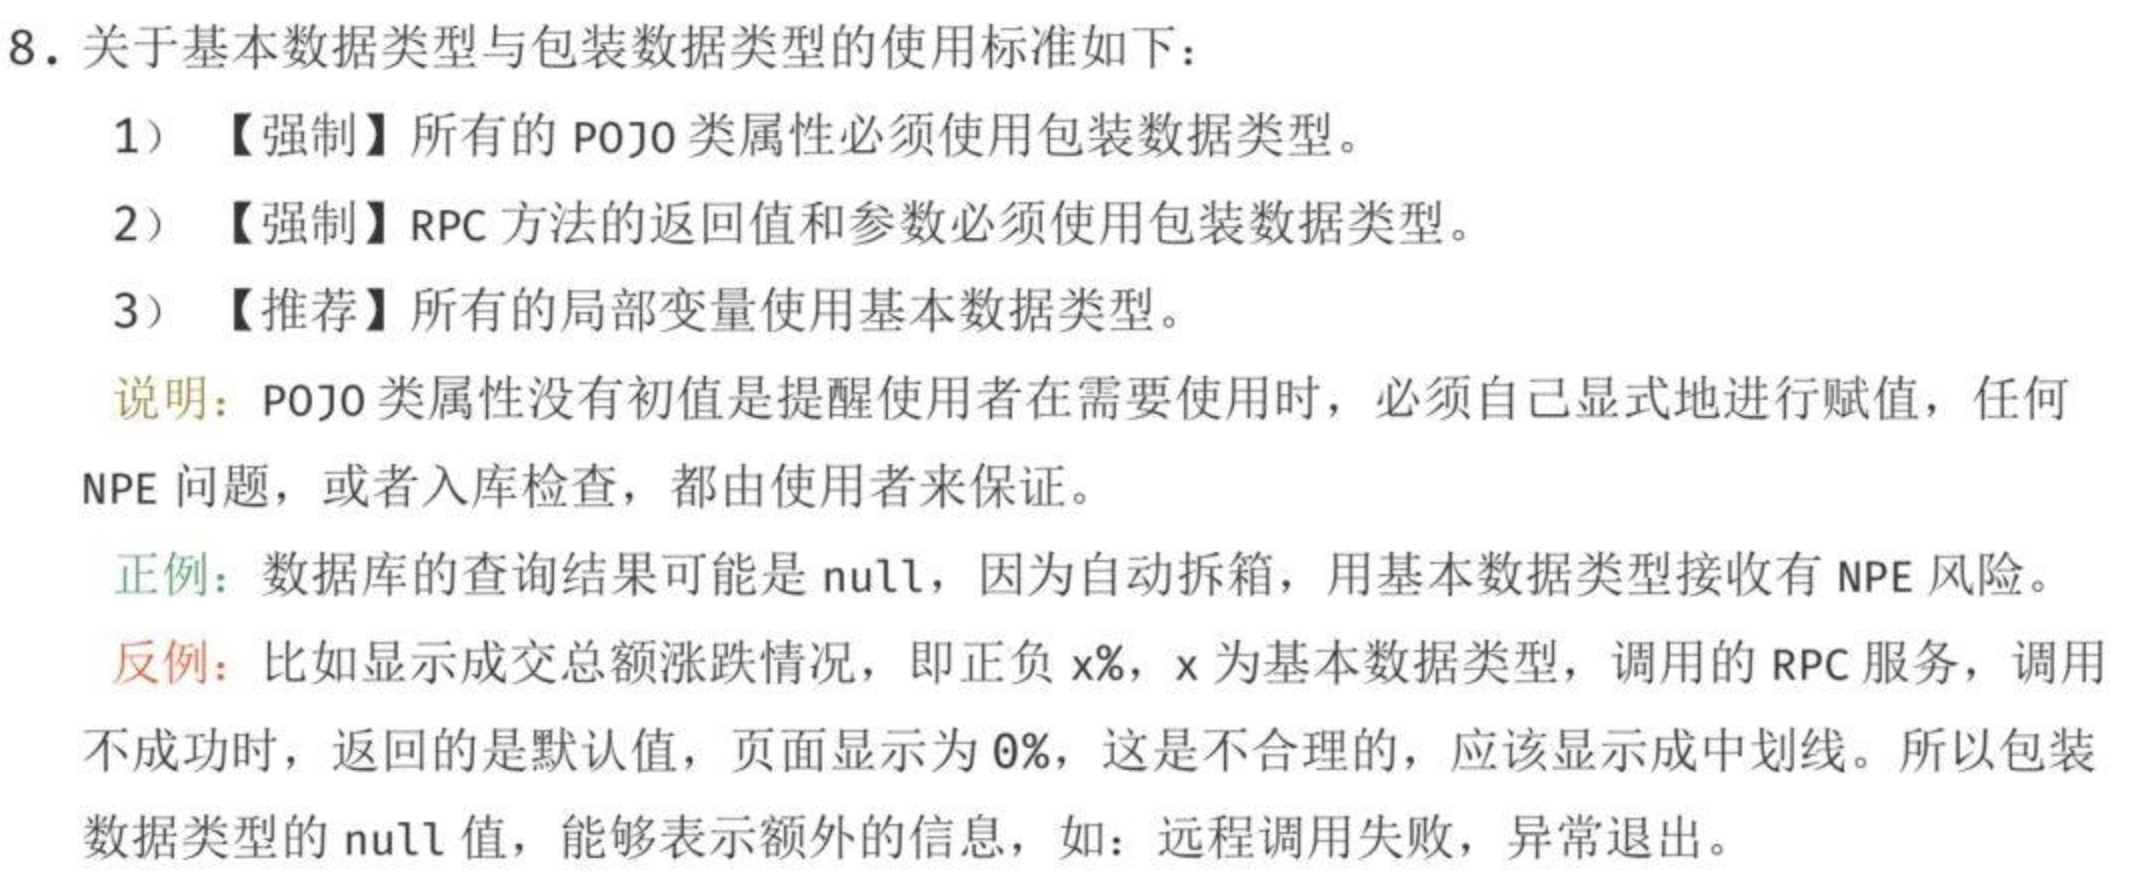 8. 关于基本数据类型与包装数据类型的使用标准如下：
1） 【强制】所有的 POJO 类属性必须使用包装数据类型。
2） 【强制】RPC 方法的返回值和参数必须使用包装数据类型。
3） 【推荐】所有的局部变量使用基本数据类型。
说明：POJO 类属性没有初值是提醒使用者在需要使用时，必须自己显式地进行赋值，任何
NPE 问题，或者入库检查，都由使用者来保证。
正例：数据库的查询结果可能是 null，因为自动拆箱，用基本数据类型接收有 NPE 风险。
反例：比如显示成交总额涨跌情况，即正负 x%，x 为基本数据类型，调用的 RPC 服务，调用
不成功时，返回的是默认值，页面显示为 0%，这是不合理的，应该显示成中划线。所以包装
数据类型的 null 值，能够表示额外的信息，如：远程调用失败，异常退出。